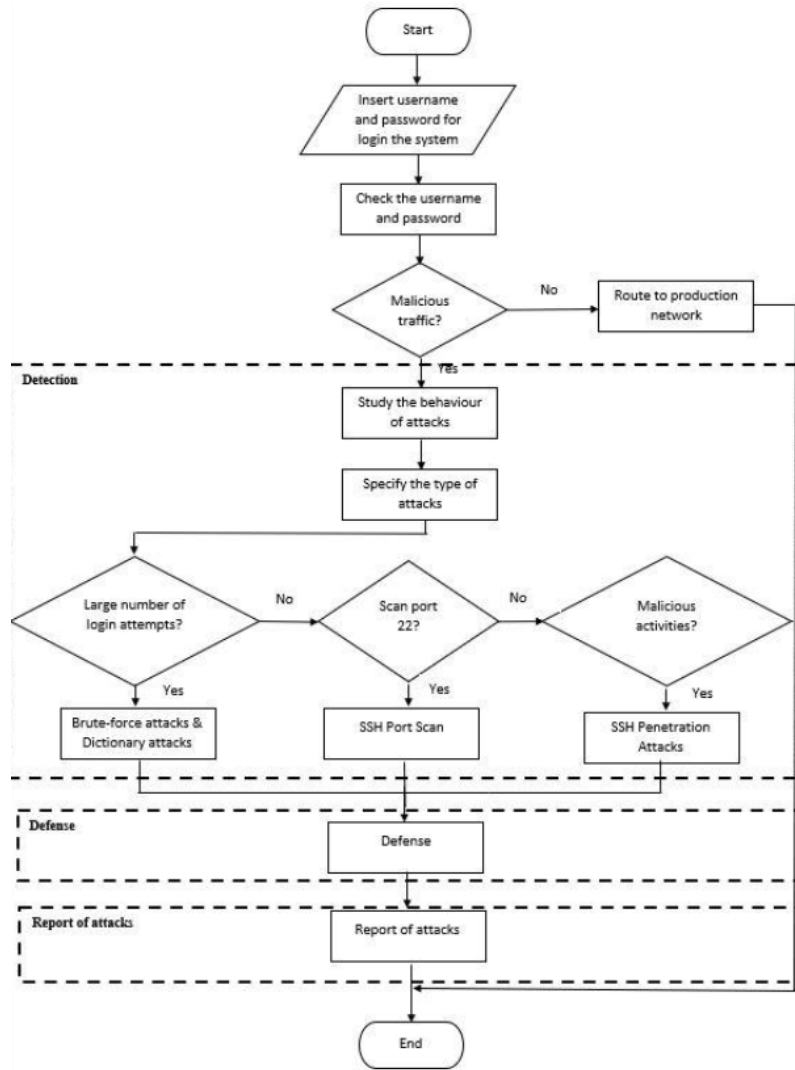 Start
Insert username
and password for
login the system
Check the username
and password
Malicious
traffic?
No
Route to production
network
Yes
Detection
Study the behaviour
of attacks
Specify the type of
attacks
Large number of
login attempts?
No
Scan port
22?
No
Malicious
activities?
Yes
Yes
Yes
Brute-force attacks &
Dictionary attacks
SSH Port Scan
SSH Penetration
Attacks
Defense
Defense
Report of attacks
Report of attacks
End